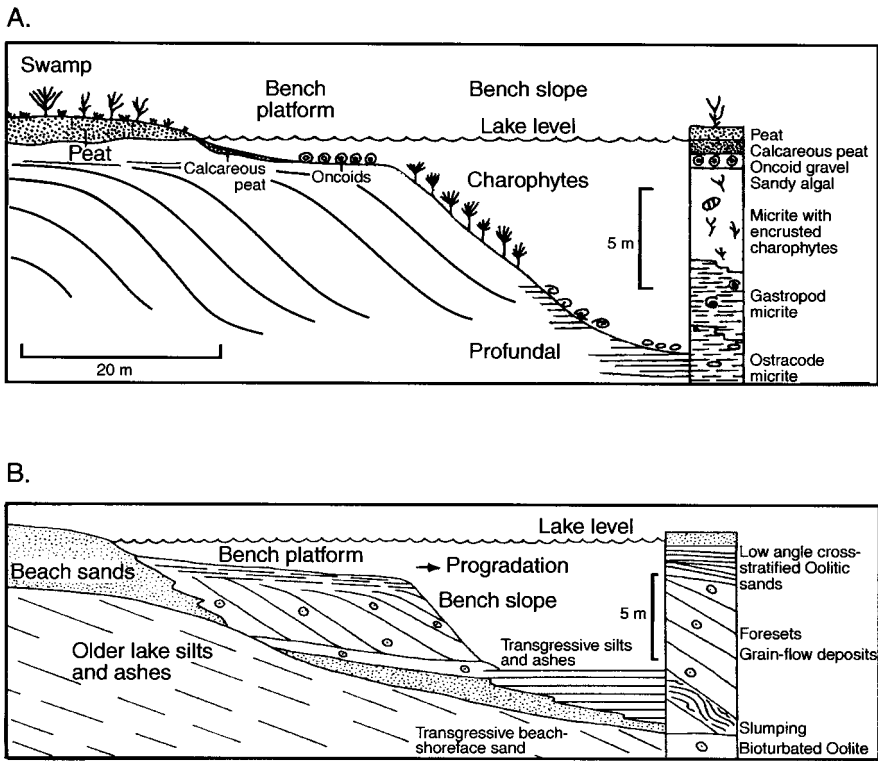 A.
Swamp
Bench
platform
Bench slope
Lake level
Peat
Calcareous
peat
Oncoids
Charophytes
5 m
Profundal
20 m
Peat
Calcareous peat
Oncoid gravel
Sandy algal
Micrite with
encrusted
charophytes
Gastropod
micrite
Ostracode
micrite
B.
Lake level
Bench platform
Progradation
Beach sands
Bench slope
5 m
Older lake silts
and ashes
Transgressive silts
and ashes
Transgressive beach-
shoreface sand
Low angle cross-
stratified Oolitic
sands
Foresets
Grain-flow deposits
Slumping
Bioturbated Oolite